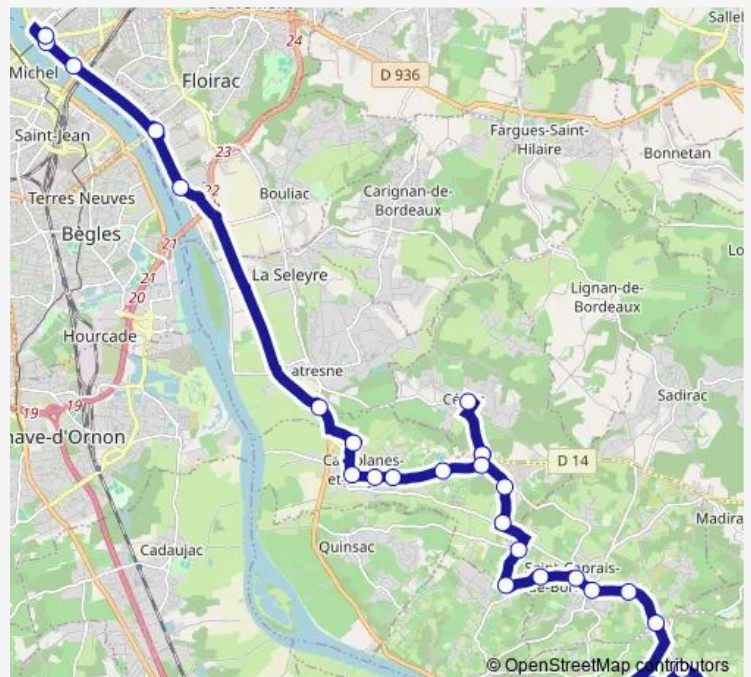 Salle
24
Michel
Floirac
D 936
Saint-Jean
Fargues-Saint-
Hilaire
Bonnetan
23
Terres Neuves
22
Bouliac
Carignan-de-
Bordeaux
Bègles
21
Lo
21
20
La Seleyre
Lignan-de-
Bordeaux
Hourcade
atresne
Sadirac
19
19
nave-d'Ornon
D 14
Madira
Cadaujac
Quinsac
© OpenStreetMap contributors